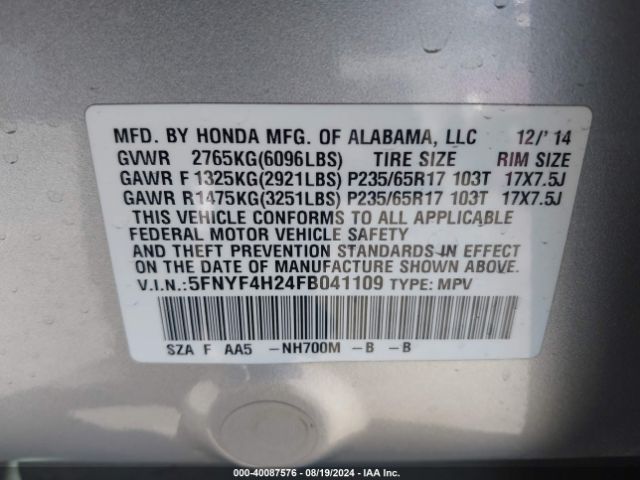 MFD. BY HONDA MFG. OF ALABAMA, LLC 12/'14
GVWR 2765KG(6096LBS) TIRE SIZE RIM SIZE
GAWR F 1325KG(2921LBS) P235/65R17 103T 17X7.5J
GAWR R1475KG(3251LBS) P235/65R17 103T 17X7.5J
THIS VEHICLE CONFORMS TO ALL APPLICABLE
FEDERAL MOTOR VEHICLE SAFETY
AND THEFT PREVENTION STANDARDS IN EFFECT
ON THE DATE OF MANUFACTURE SHOWN ABOVE.
V.I.N.:5FNYF4H24FB041109 TYPE: MPV
SZA F AA5 -NH700M -B -B
000-40087576 - 08/19/2024 - IAA Inc.